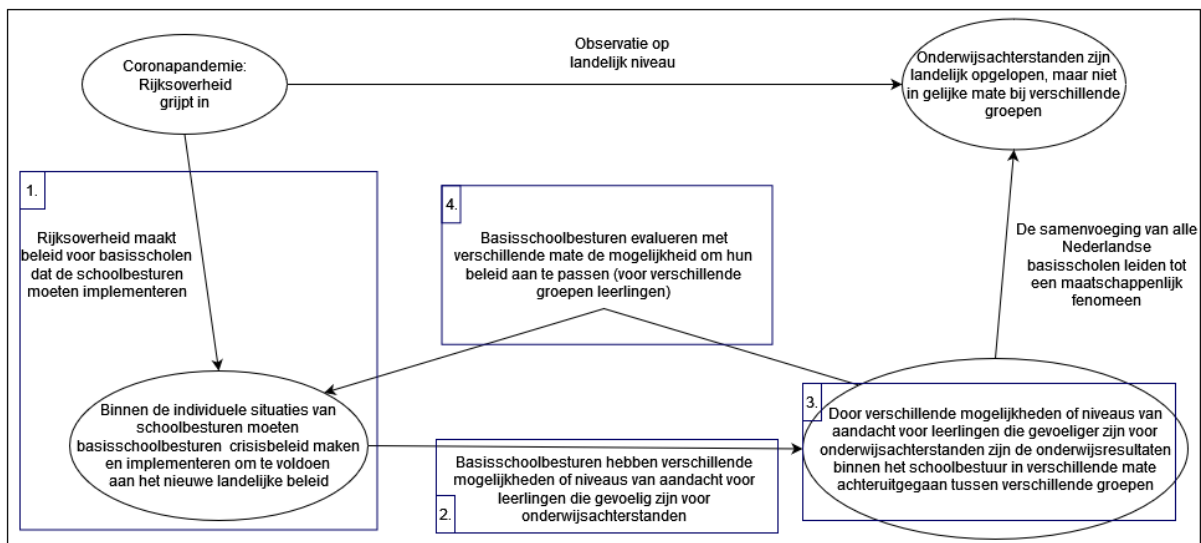 Coronapandemie:
Rijksoverheid
grijpt in
Observatie op
landelijk niveau
Onderwijsachterstanden zijn
landelijk opgelopen, maar niet
in gelijke mate bij verschillende
groepen
1.
Rijksoverheid maakt
beleid voor basisscholen
dat de schoolbesturen
moeten implementeren
4.
Basisschoolbesturen evalueren met
verschillende mate de mogelijkheid om hun
beleid aan te passen (voor verschillende
groepen leerlingen)
De samenvoeging van alle
Nederlandse
basisscholen leiden tot
een maatschappenlijk
fenomeen
Binnen de individuele situaties van
schoolbesturen moeten
basisschoolbesturen crisisbeleid maken
en implementeren om te voldoen
aan het nieuwe landelijke beleid
Basisschoolbesturen hebben verschillende
mogelijkheden of niveaus van aandacht voor
leerlingen die gevoelig zijn voor
onderwijsachterstanden
2.
3.
Door verschillende mogelijkheden of niveaus van
aandacht voor leerlingen die gevoeliger zijn voor
onderwijsachterstanden zijn de onderwijsresultaten
binnen het schoolbestuur in verschillende mate
achteruitgegaan tussen verschillende groepen